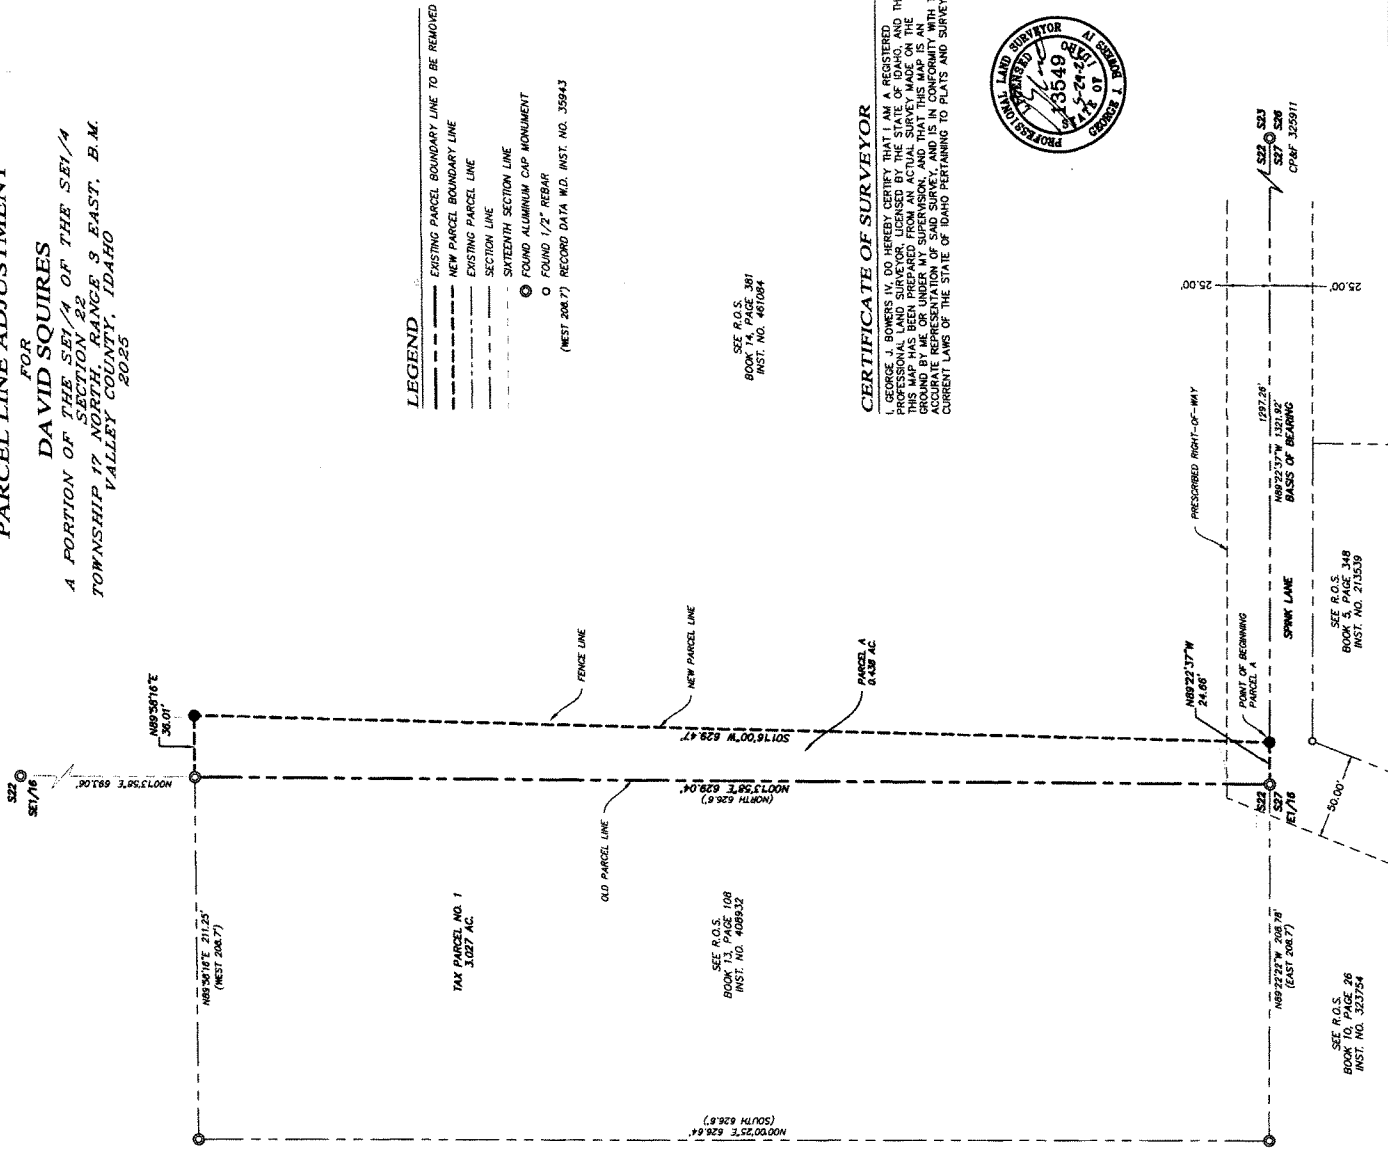 PARCEL LINE ADJUSTMENT
FOR
DAVID SQUIRES
A PORTION OF THE SE1/4 OF THE SE1/4
SECTION 22
TOWNSHIP 17 NORTH, RANGE 3 EAST, B.M.
VALLEY COUNTY, IDAHO
2025
LEGEND
EXISTING PARCEL BOUNDARY LINE TO BE REMOVED
NEW PARCEL BOUNDARY LINE
EXISTING PARCEL LINE
SECTION LINE
SIXTEENTH SECTION LINE
FOUND ALUMINUM CAP MONUMENT
FOUND 1/2" REBAR
(WEST 208.7') RECORD DATA W.D. INST. NO. 35943
SEE R.O.S.
BOOK 14, PAGE 381
INST. NO. 461084
CERTIFICATE OF SURVEYOR
I, GEORGE J. BOWERS IV, DO HEREBY CERTIFY THAT I AM A REGISTERED
PROFESSIONAL LAND SURVEYOR, LICENSED BY THE STATE OF IDAHO, AND
THIS MAP HAS BEEN PREPARED FROM AN ACTUAL SURVEY MADE ON THE
GROUND BY ME OR UNDER MY SUPERVISION, AND THAT THIS MAP IS AN
ACCURATE REPRESENTATION OF SAID SURVEY, AND IS IN CONFORMITY WITH
CURRENT LAWS OF THE STATE OF IDAHO PERTAINING TO PLATS AND
PROFESSIONAL LAND SURVEYOR
LICENSED
13549
STATE OF IDAHO
GEORGE J. BOWERS IV
S22
SE1/16
N00°13'58"E 693.06'
N89°58'16"E
36.01'
N89°58'16"E 211.25'
(WEST 208.7')
FENCE LINE
NEW PARCEL LINE
S01°16'00"W 629.47'
PARCEL A
0.438 AC.
N00°13'58"E 629.04'
(NORTH 626.6')
OLD PARCEL LINE
TAX PARCEL NO. 1
3.027 AC.
SEE R.O.S.
BOOK 13, PAGE 108
INST. NO. 408932
N00°00'25"E 626.64'
(SOUTH 626.6')
N89°22'37"W
24.66'
POINT OF BEGINNING
PARCEL A
PRESCRIBED RIGHT-OF-WAY
25.00'
25.00'
1297.26'
N89°22'37"W 1321.92'
BASIS OF BEARING
SPINK LANE
S22 S23
S27 S26
CP&F 325911
S22
S27
E1/16
50.00'
N89°22'22"W 208.78'
(EAST 208.7')
SEE R.O.S.
BOOK 5, PAGE 348
INST. NO. 213539
SEE R.O.S.
BOOK 10, PAGE 26
INST. NO. 323754